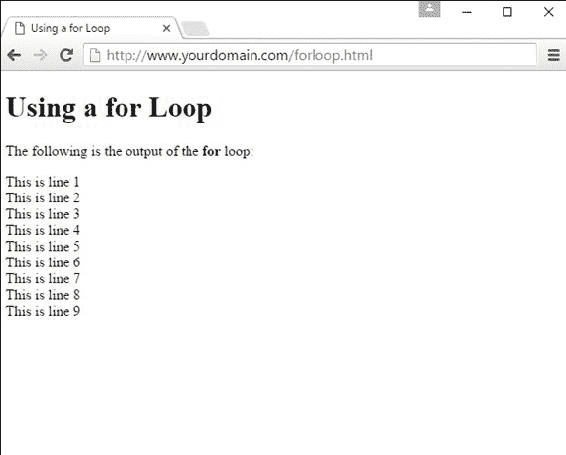 Using a for Loop
http://www.yourdomain.com/forloop.html
Using a for Loop
The following is the output of the for loop:
This is line 1
This is line 2
This is line 3
This is line 4
This is line 5
This is line 6
This is line 7
This is line 8
This is line 9